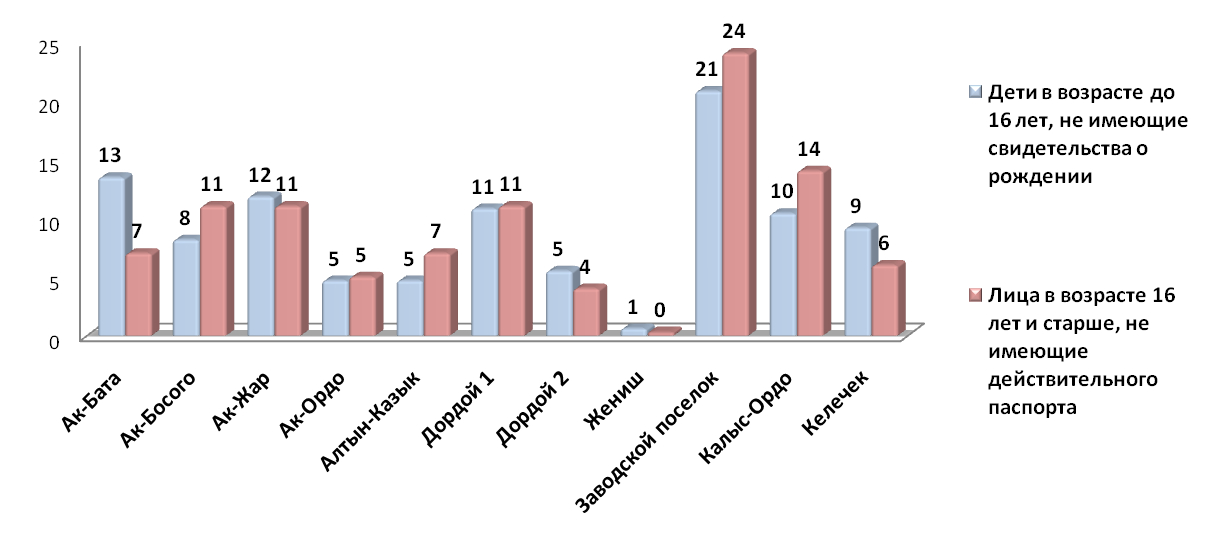 25
20
15
10
5
0
13
7
8
11
12
11
5
5
5
7
11
11
5
4
1
0
21
24
10
14
9
6
Ак-Бата
Ак-Босого
Ак-Жар
Ак-Ордо
Алтын-Казык
Дордой 1
Дордой 2
Жениш
Заводской поселок
Калыс-Ордо
Келечек
Дети в возрасте до
16 лет, не имеющие
свидетельства о
рождении
Лица в возрасте 16
лет и старше, не
имеющие
действительного
паспорта